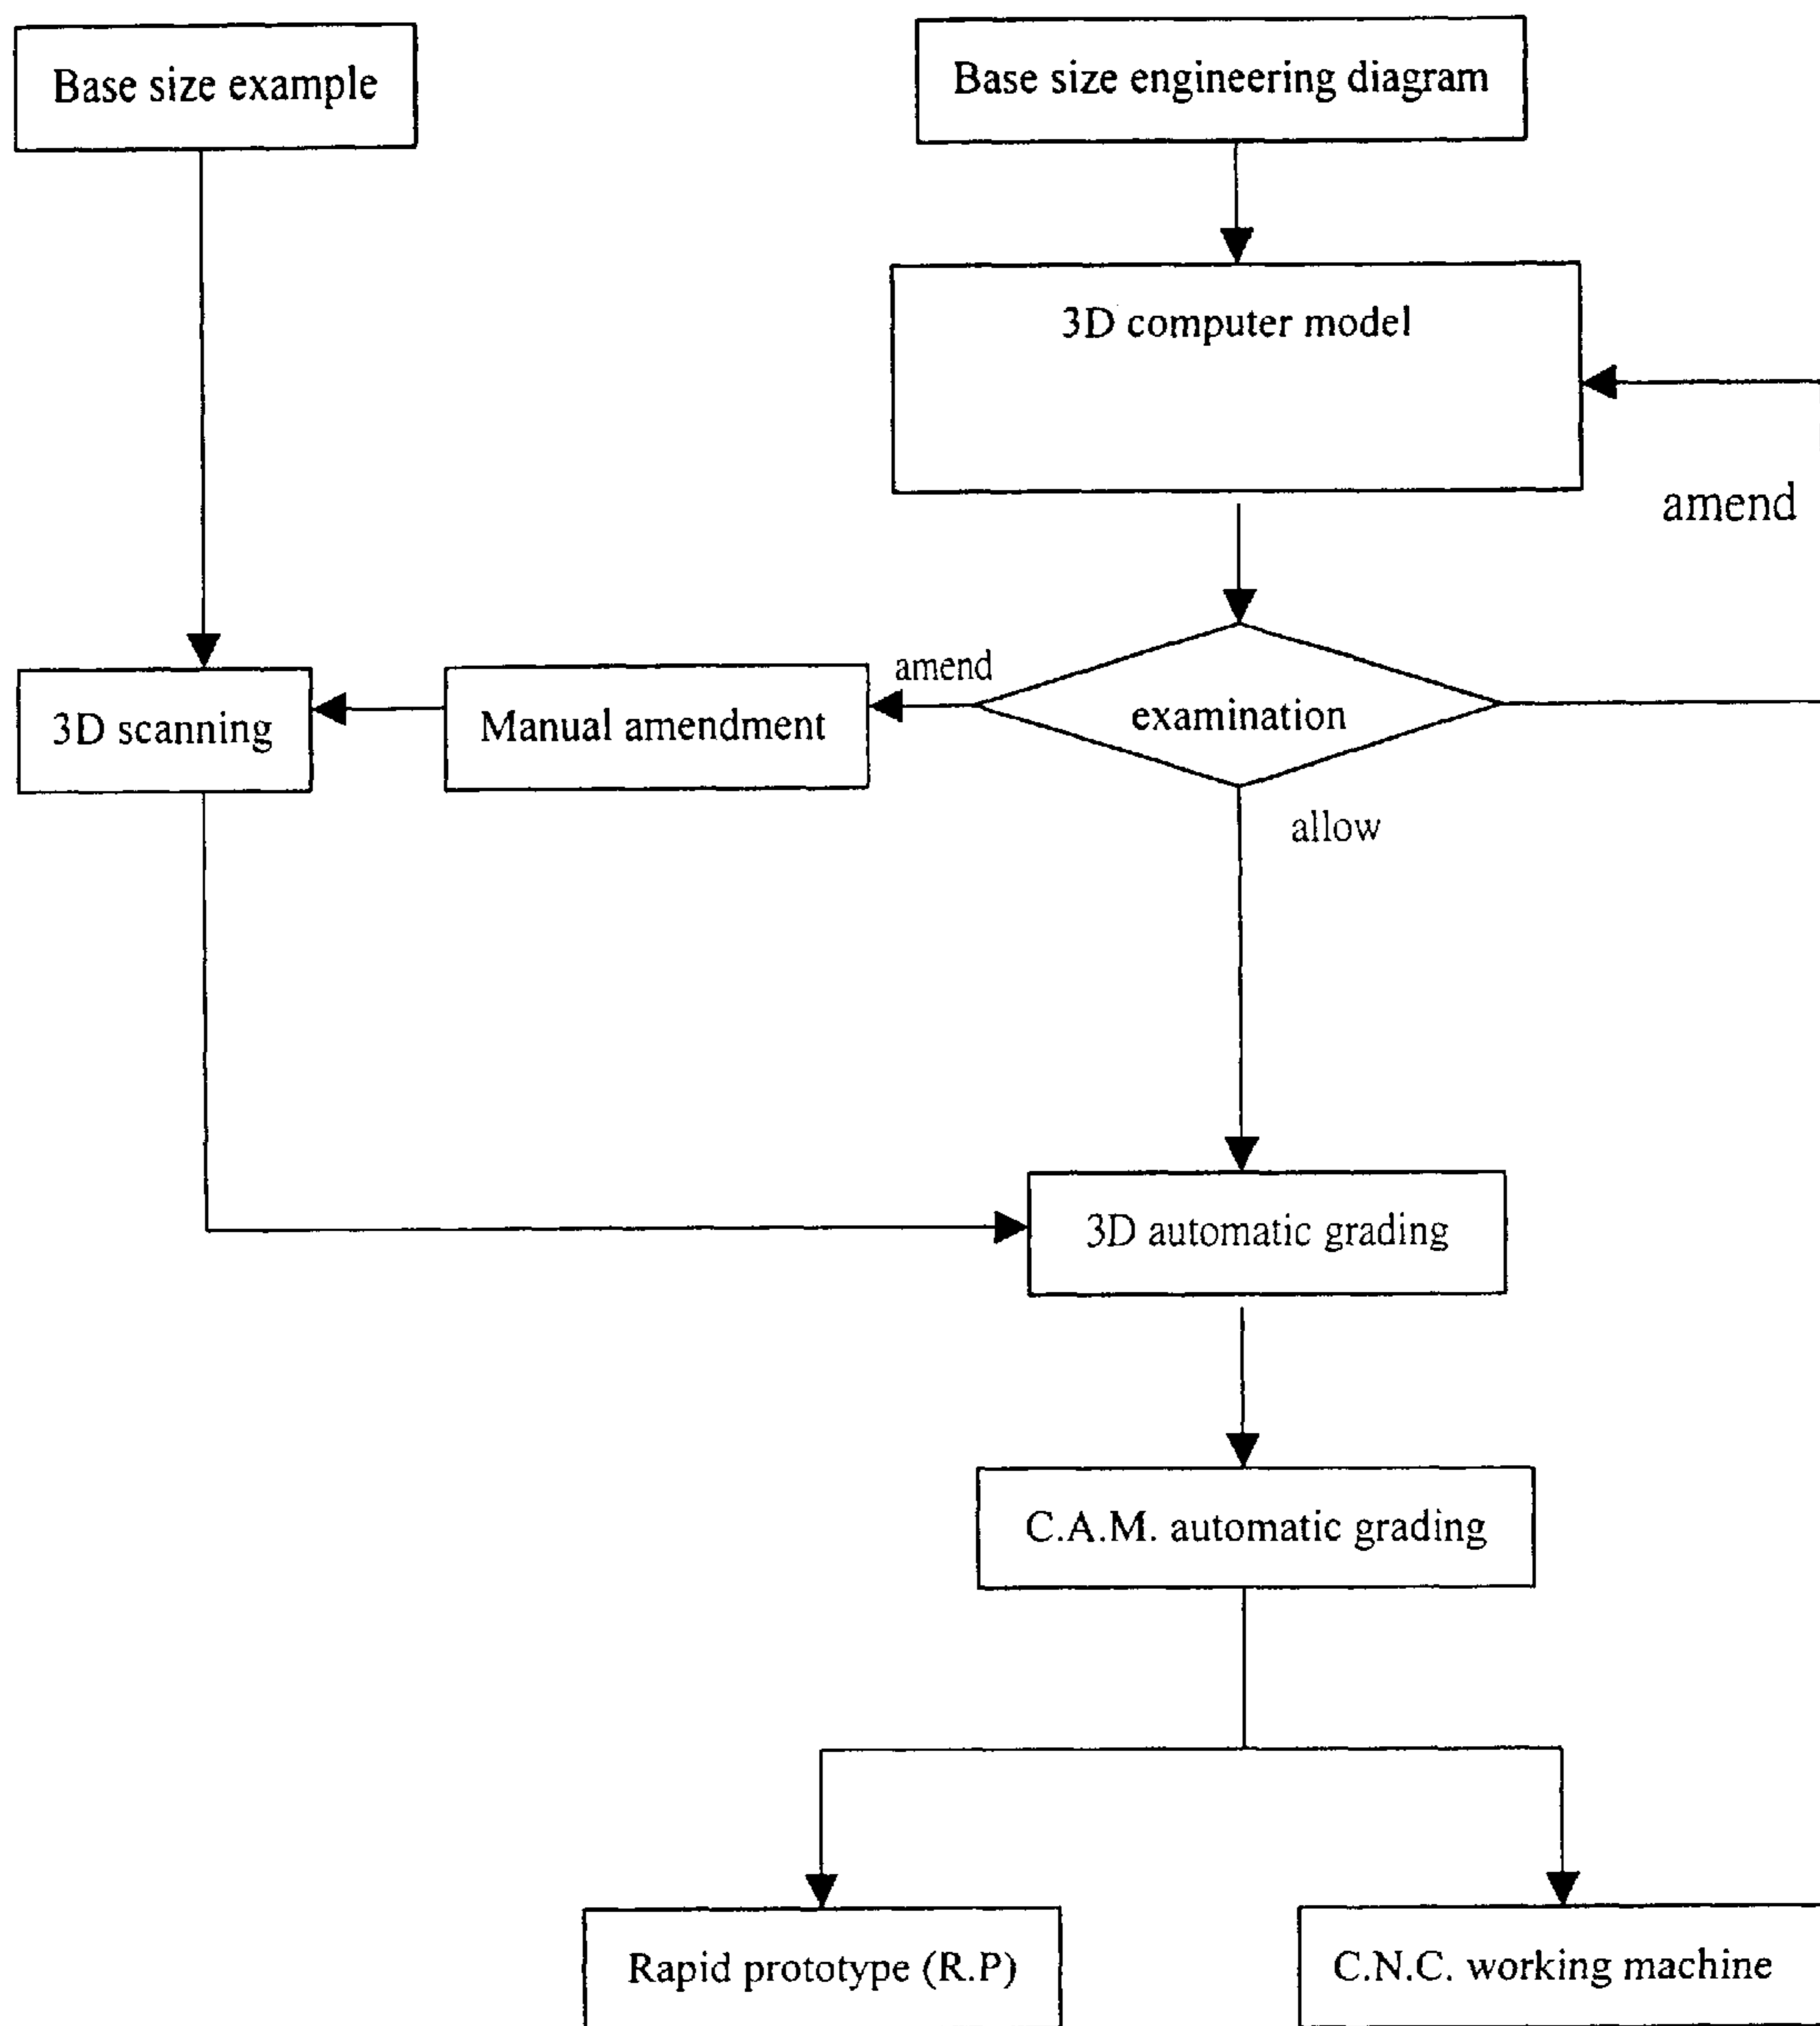 Base size example
Base size engineering diagram
3D computer model
amend
amend
3D scanning
Manual amendment
examination
allow
3D automatic grading
C.A.M. automatic grading
Rapid prototype (R.P)
C.N.C. working machine